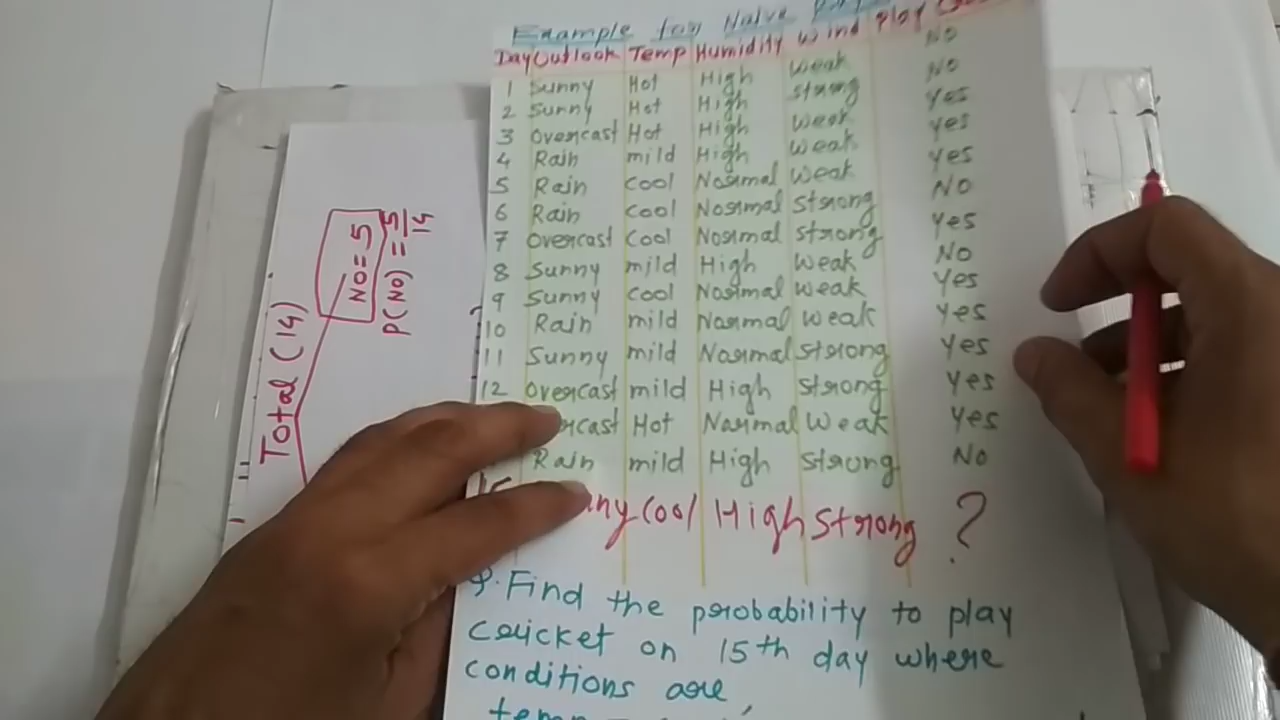 Example for Naive
Day Outlook Temp Humidity Wind Play
1 Sunny Hot High Weak No
2 Sunny Hot High strong No
3 Overcast Hot High Weak Yes
4 Rain mild High Weak Yes
5 Rain Cool Normal Weak Yes
6 Rain Cool Normal Strong No
7 Overcast Cool Normal Strong Yes
8 Sunny mild High Weak No
9 Sunny Cool Normal Weak Yes
10 Rain mild Normal Weak Yes
11 Sunny mild Normal Strong Yes
12 Overcast mild High Strong Yes
rcast Hot Normal Weak Yes
Rain mild High Strong No
nny Cool High Strong ?
Q. Find the probability to play
cricket on 15th day where
conditions are,
Total (14)
NO = 5
P(NO) = 5/14